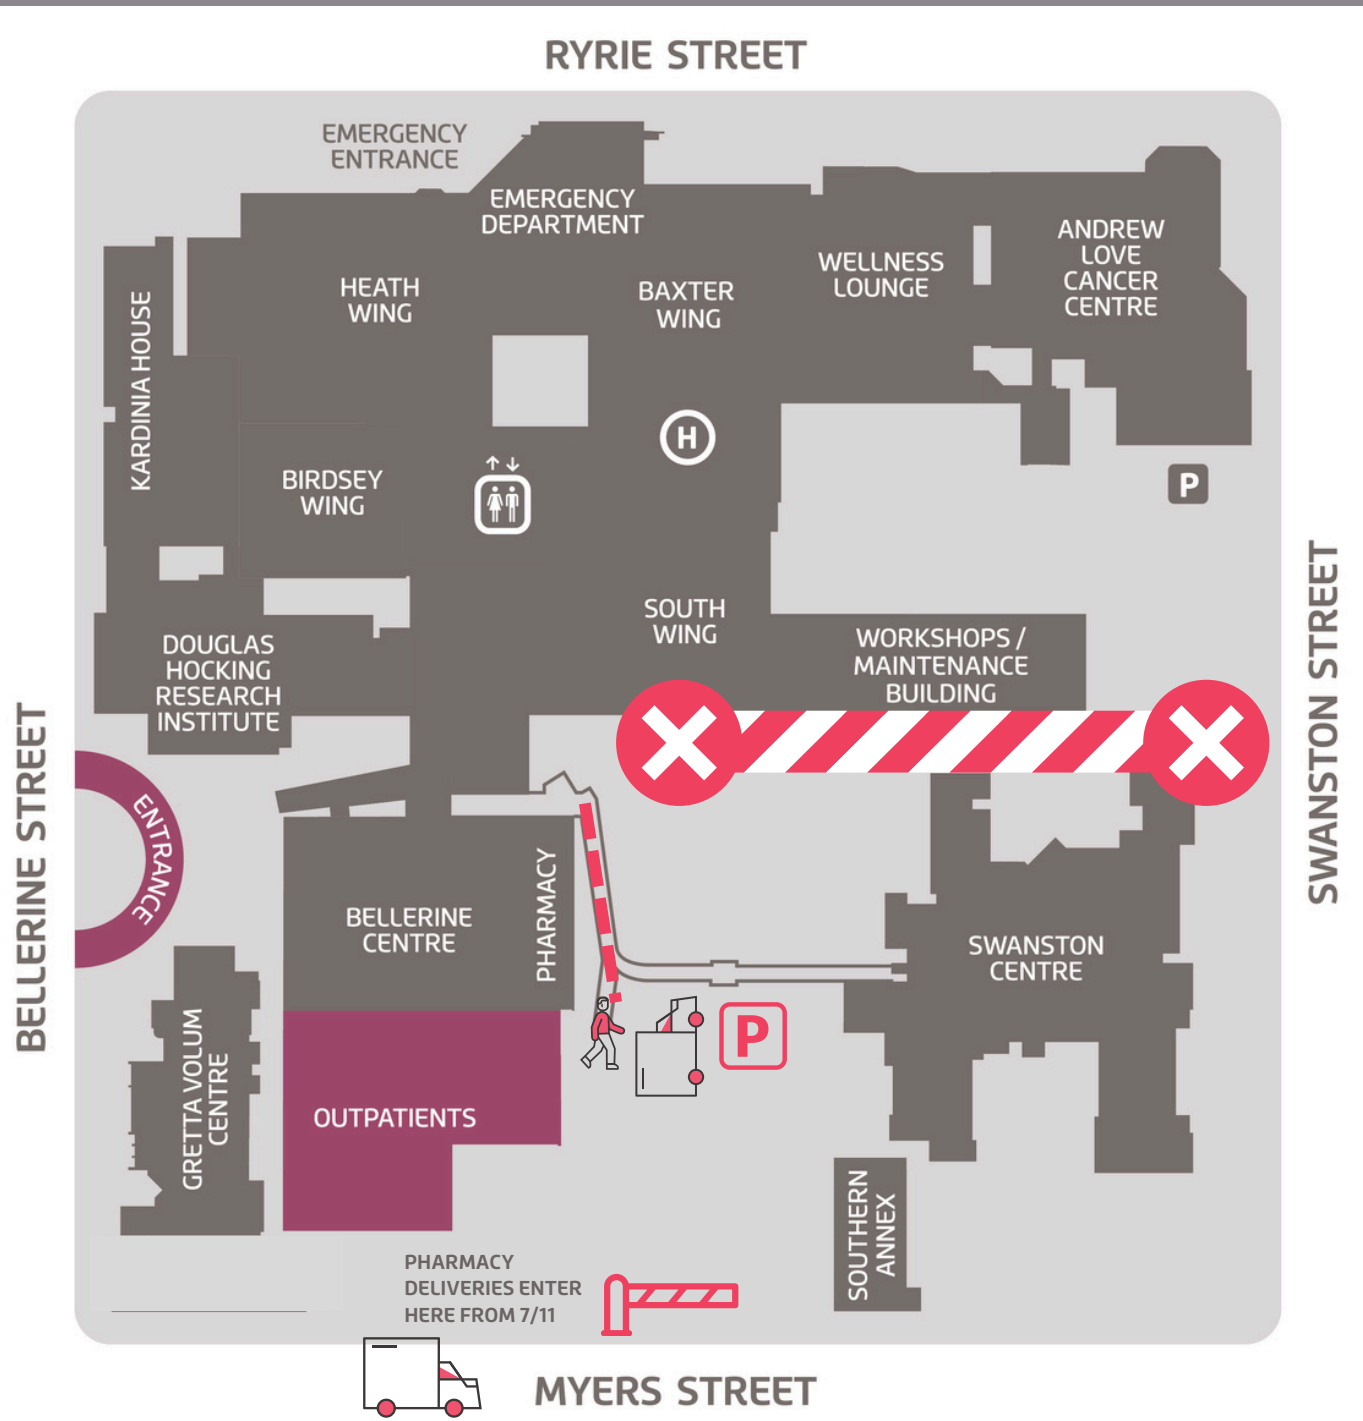 RYRIE STREET
EMERGENCY
ENTRANCE
EMERGENCY
DEPARTMENT
ANDREW
LOVE
CANCER
CENTRE
WELLNESS
LOUNGE
HEATH
WING
BAXTER
WING
KARDINIA HOUSE
H
BIRDSEY
WING
P
SWANSTON STREET
SOUTH
WING
DOUGLAS
HOCKING
RESEARCH
INSTITUTE
WORKSHOPS /
MAINTENANCE
BUILDING
BELLERINE STREET
ENTRANCE
BELLERINE
CENTRE
PHARMACY
SWANSTON
CENTRE
P
GRETTA VOLUM
CENTRE
OUTPATIENTS
SOUTHERN
ANNEX
PHARMACY
DELIVERIES ENTER
HERE FROM 7/11
MYERS STREET